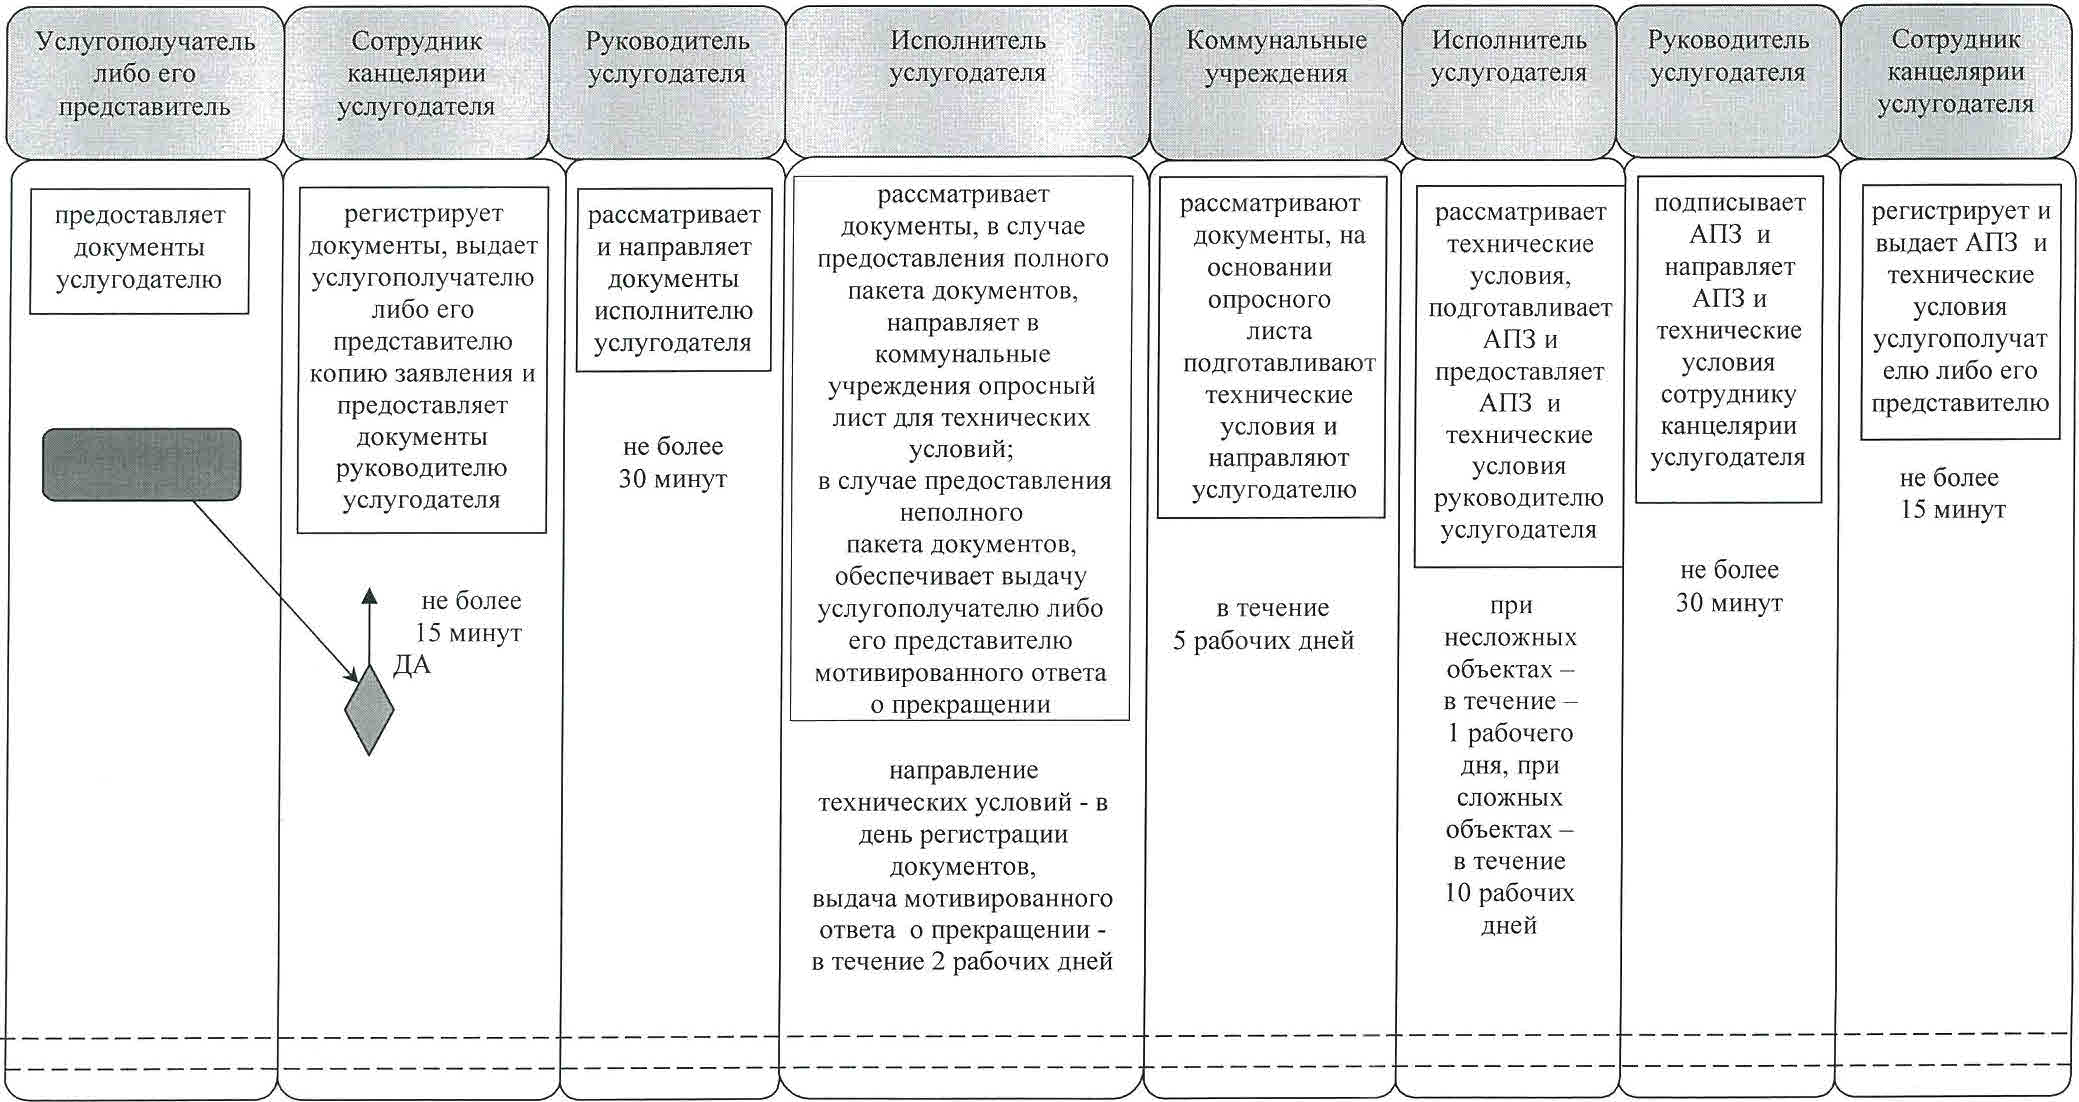 Услугополучатель
либо его
представитель
Сотрудник
канцелярии
услугодателя
Руководитель
услугодателя
Исполнитель
услугодателя
Коммунальные
учреждения
Исполнитель
услугодателя
Руководитель
услугодателя
Сотрудник
канцелярии
услугодателя
предоставляет
документы
услугодателю
регистрирует
документы, выдает
услугополучателю
либо его
представителю
копию заявления и
предоставляет
документы
руководителю
услугодателя
не более
15 минут
ДА
рассматривает
и направляет
документы
исполнителю
услугодателя
не более
30 минут
рассматривает
документы, в случае
предоставления полного
пакета документов,
направляет в
коммунальные
учреждения опросный
лист для технических
условий;
в случае предоставления
неполного
пакета документов,
обеспечивает выдачу
услугополучателю либо
его представителю
мотивированного ответа
о прекращении
направление
технических условий - в
день регистрации
документов,
выдача мотивированного
ответа о прекращении -
в течение 2 рабочих дней
рассматривают
документы, на
основании
опросного
листа
подготавливают
технические
условия и
направляют
услугодателю
в течение
5 рабочих дней
рассматривает
технические
условия,
подготавливает
АПЗ и
предоставляет
АПЗ и
технические
условия
руководителю
услугодателя
при
несложных
объектах –
в течение –
1 рабочего
дня, при
сложных
объектах –
в течение
10 рабочих
дней
подписывает
АПЗ и
направляет
АПЗ и
технические
условия
сотруднику
канцелярии
услугодателя
не более
30 минут
регистрирует и
выдает АПЗ и
технические
условия
услугополучат
елю либо его
представителю
не более
15 минут